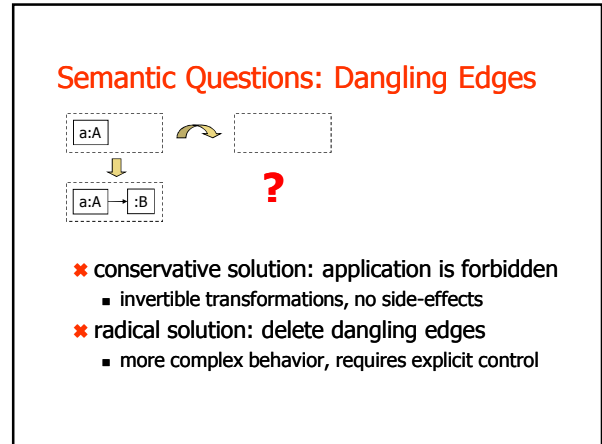 Semantic Questions: Dangling Edges
a:A
a:A :B
?
conservative solution: application is forbidden
invertible transformations, no side-effects
radical solution: delete dangling edges
more complex behavior, requires explicit control